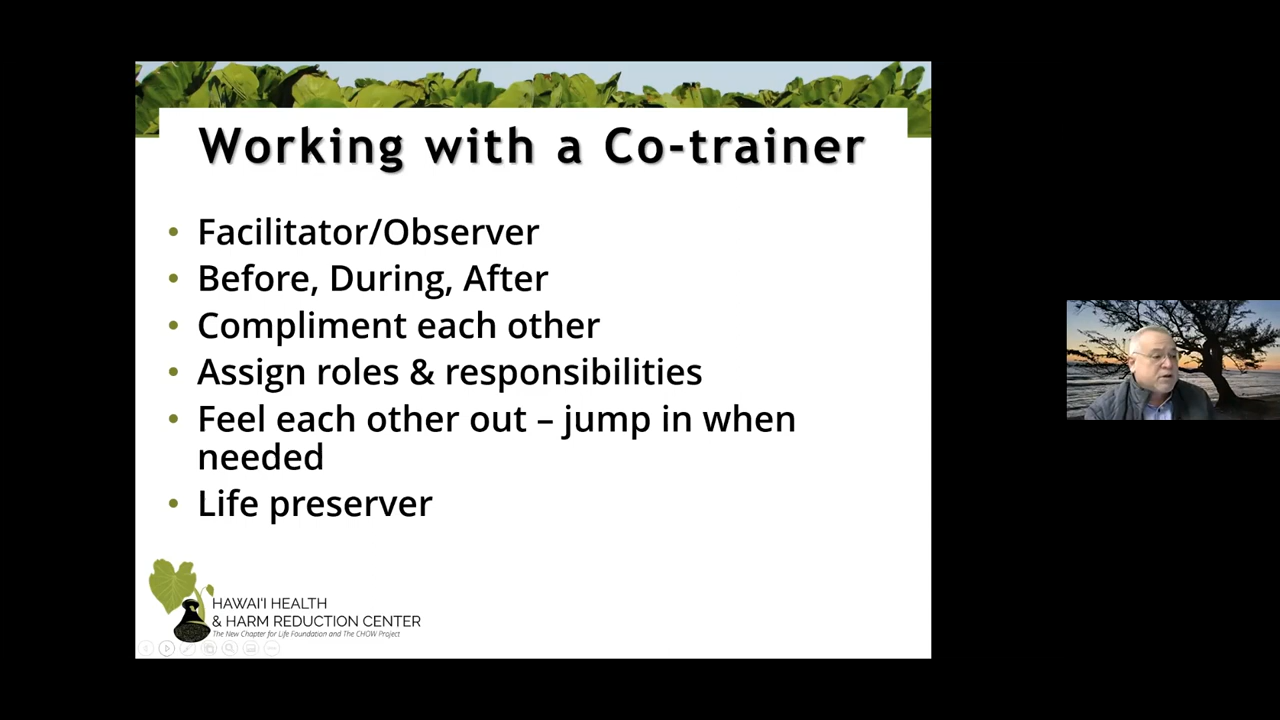 Working with a Co-trainer
• Facilitator/Observer
• Before, During, After
• Compliment each other
• Assign roles & responsibilities
• Feel each other out – jump in when
needed
• Life preserver
HAWAI'I HEALTH
& HARM REDUCTION CENTER
The New Chapter for Life Foundation and The CHOW Project